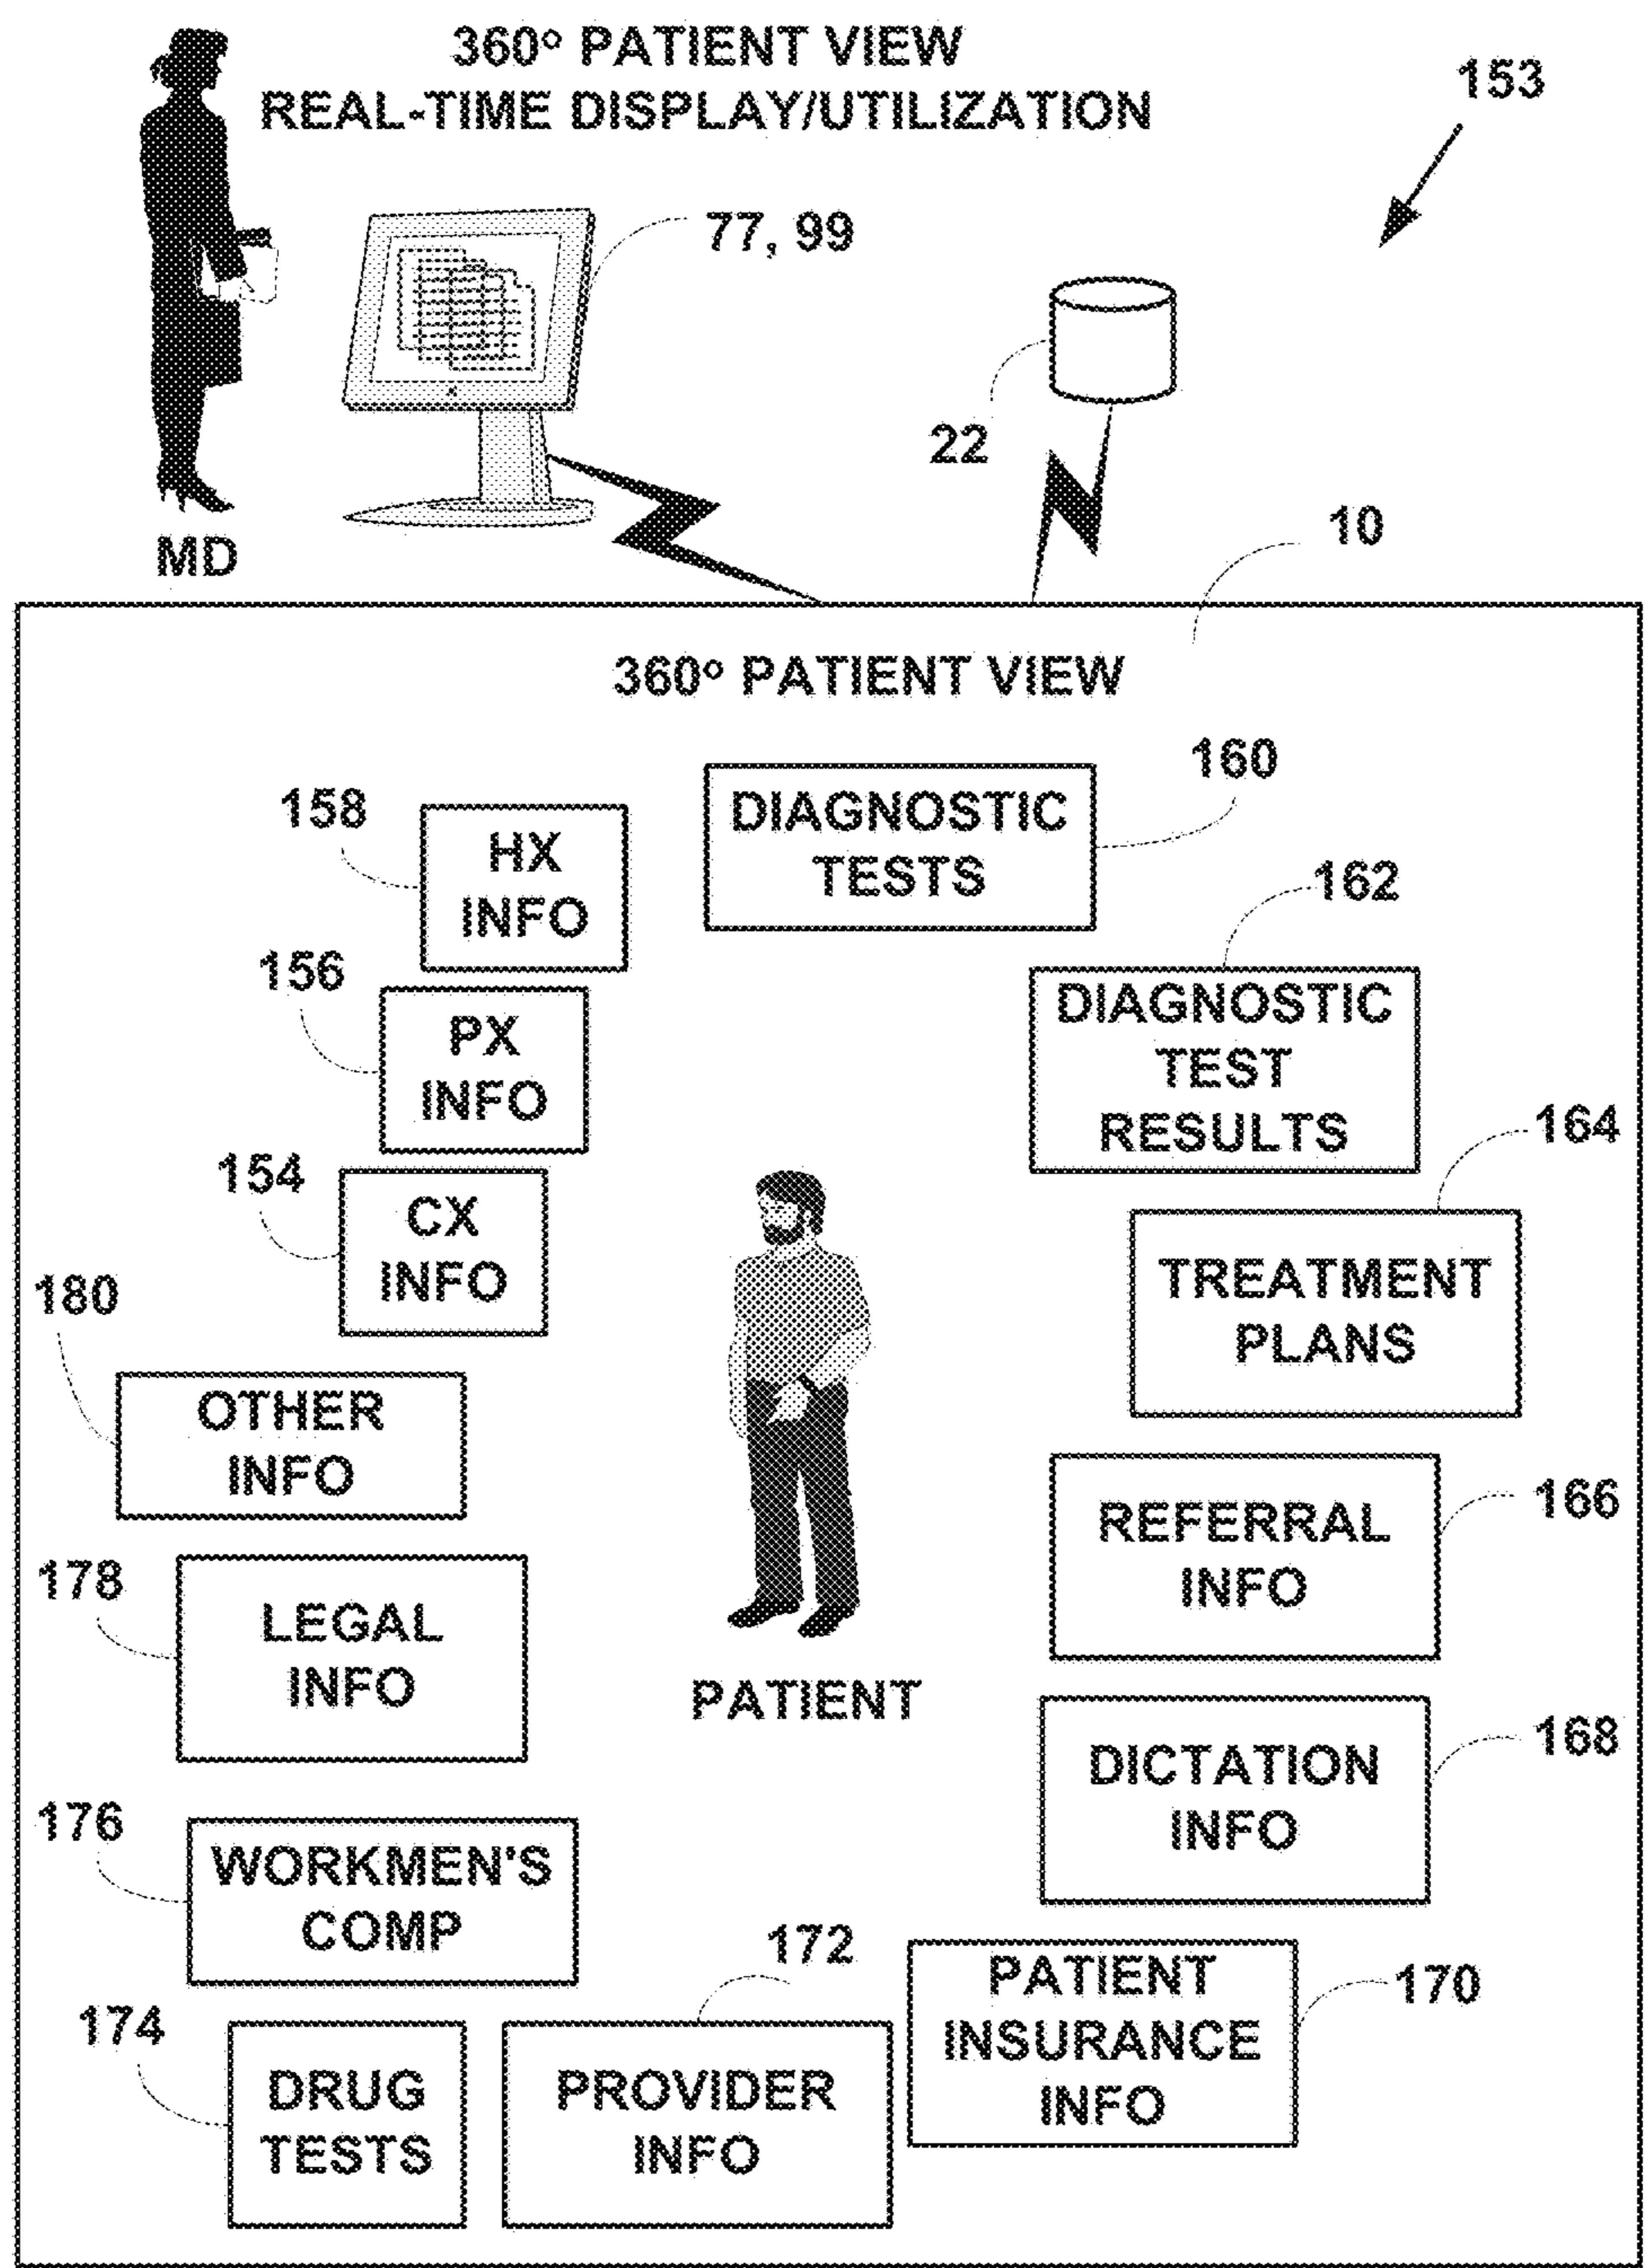 360° PATIENT VIEW
REAL-TIME DISPLAY/UTILIZATION
153
77, 99
22
MD
10
360° PATIENT VIEW
158
HX
INFO
DIAGNOSTIC
TESTS
160
156
PX
INFO
162
DIAGNOSTIC
TEST
RESULTS
154
CX
INFO
164
TREATMENT
PLANS
180
OTHER
INFO
166
REFERRAL
INFO
178
LEGAL
INFO
PATIENT
168
DICTATION
INFO
176
WORKMEN'S
COMP
172
PATIENT
INSURANCE
INFO
170
174
DRUG
TESTS
PROVIDER
INFO